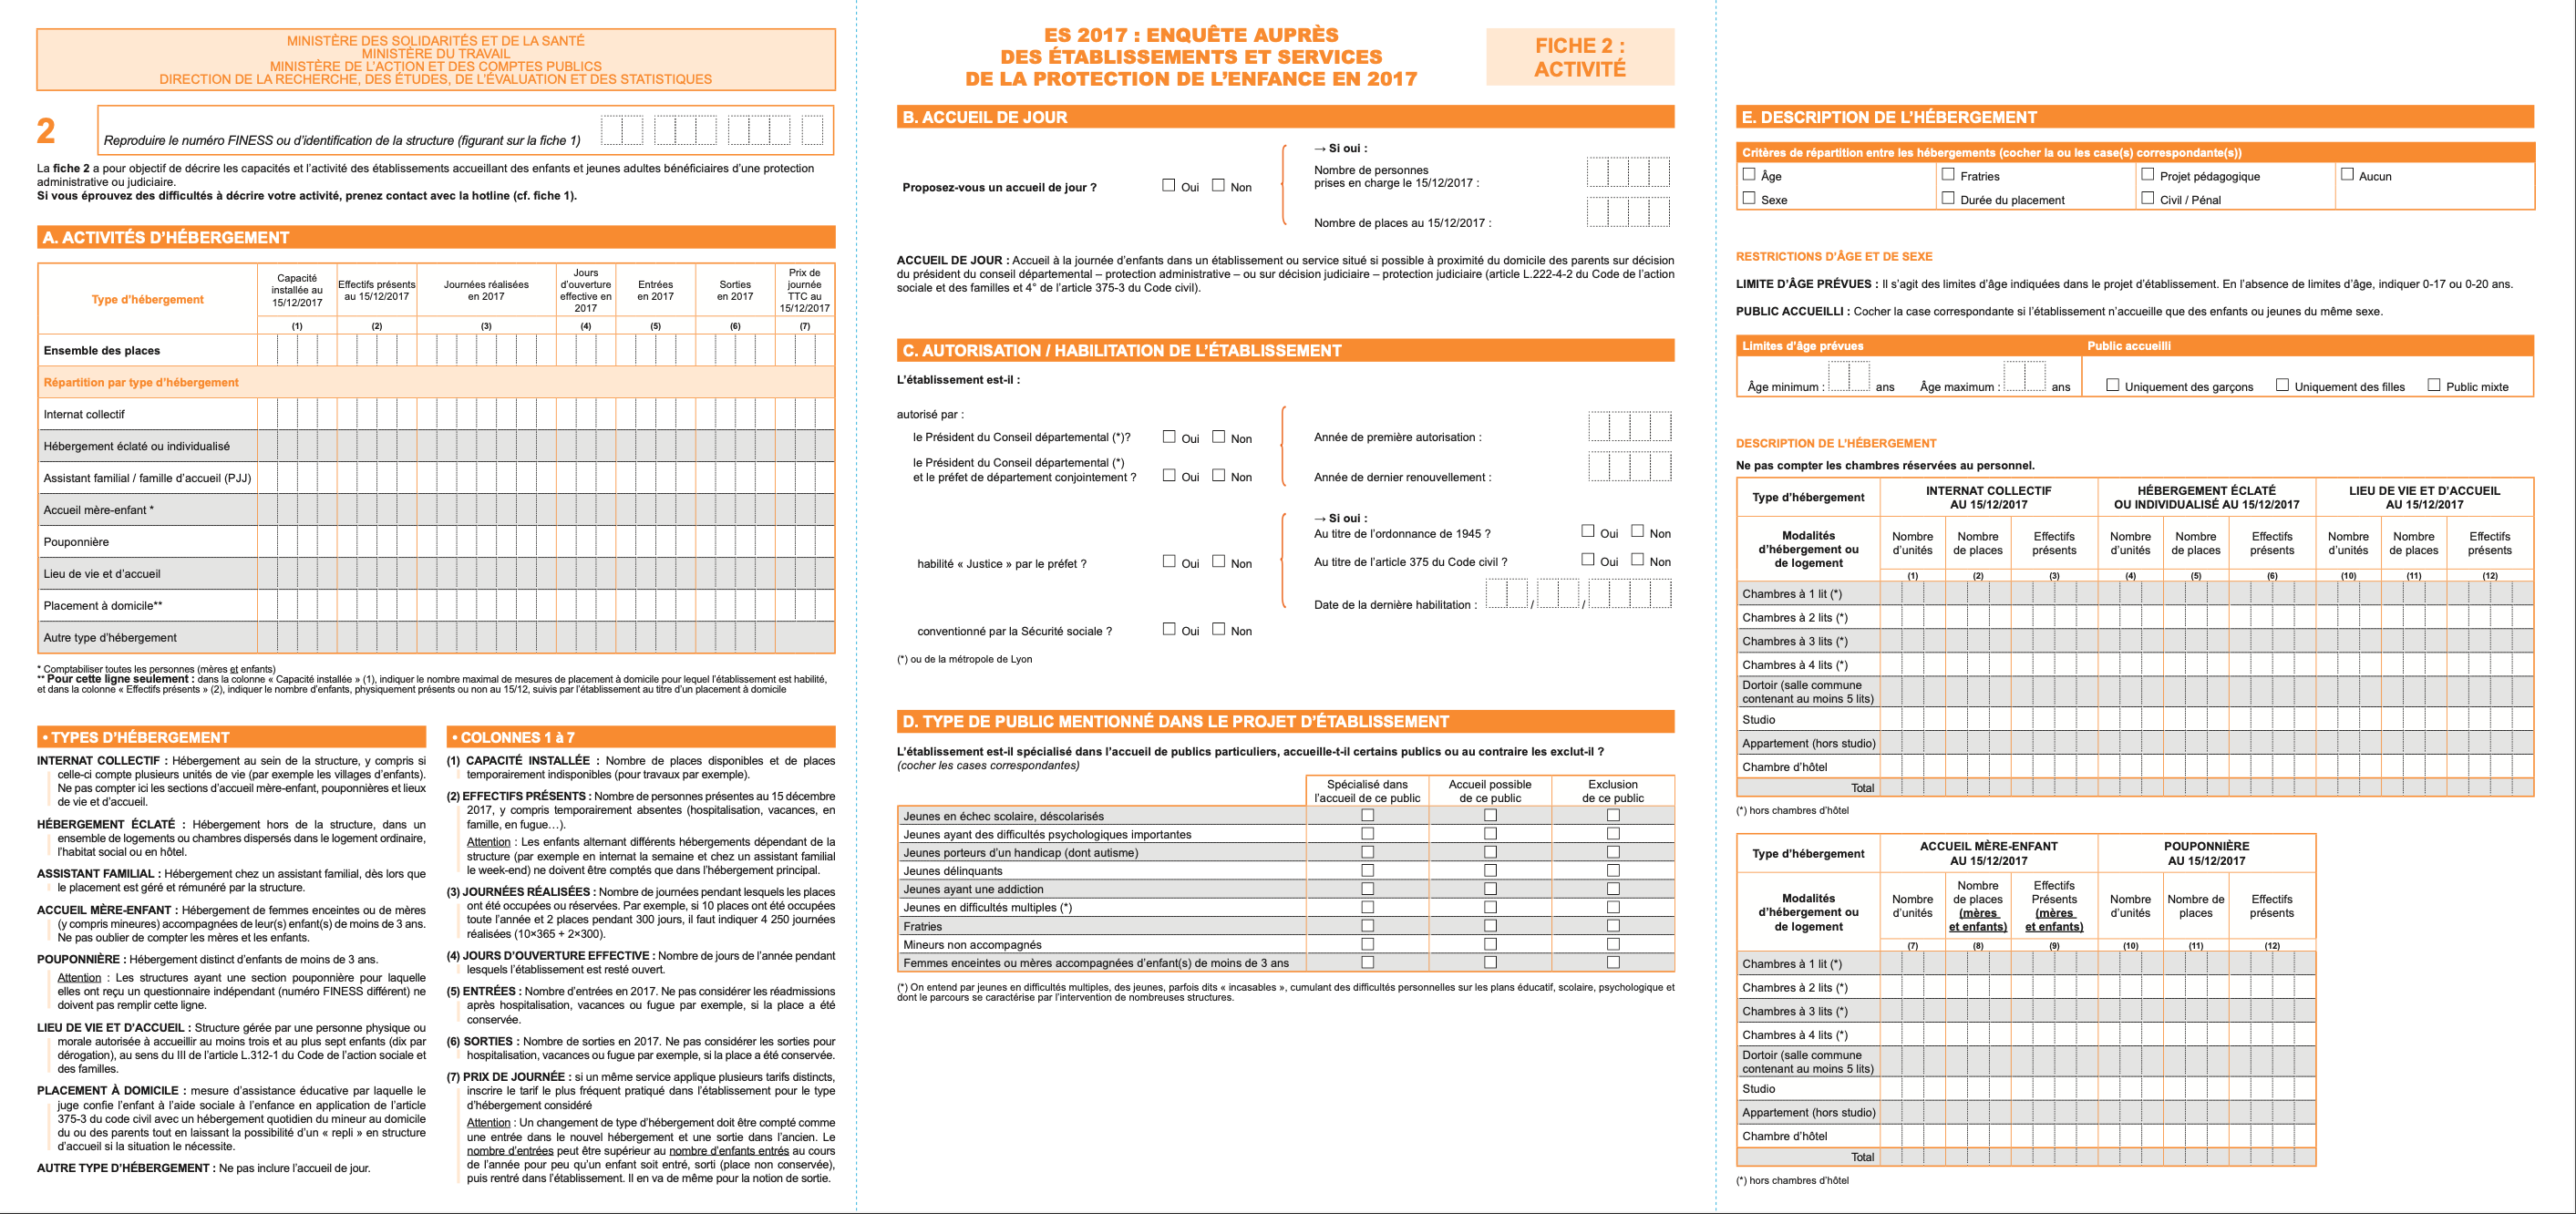 MINISTÈRE DES SOLIDARITÉS ET DE LA SANTÉ
MINISTÈRE DU TRAVAIL
MINISTÈRE DE L'ACTION ET DES COMPTES PUBLICS
DIRECTION DE LA RECHERCHE, DES ÉTUDES, DE L'ÉVALUATION ET DES STATISTIQUES
2
Reproduire le numéro FINESS ou d'identification de la structure (figurant sur la fiche 1)
La fiche 2 a pour objectif de décrire les capacités et l'activité des établissements accueillant des enfants et jeunes adultes bénéficiaires d'une protection
administrative ou judiciaire.
Si vous éprouvez des difficultés à décrire votre activité, prenez contact avec la hotline (cf. fiche 1).
A. ACTIVITÉS D'HÉBERGEMENT
Type d'hébergement
Capacité
installée au
15/12/2017
Effectifs présents
au 15/12/2017
Journées réalisées
en 2017
Jours
d'ouverture
effective en
2017
Entrées
en 2017
Sorties
en 2017
Prix de
journée
TTC au
15/12/2017
(1) (2) (3) (4) (5) (6) (7)
Ensemble des places
Répartition par type d'hébergement
Internat collectif
Hébergement éclaté ou individualisé
Assistant familial / famille d'accueil (PJJ)
Accueil mère-enfant *
Pouponnière
Lieu de vie et d'accueil
Placement à domicile**
Autre type d'hébergement
* Comptabiliser toutes les personnes (mères et enfants)
** Pour cette ligne seulement : dans la colonne « Capacité installée » (1), indiquer le nombre maximal de mesures de placement à domicile pour lequel l'établissement est habilité,
et dans la colonne « Effectifs présents » (2), indiquer le nombre d'enfants, physiquement présents ou non au 15/12, suivis par l'établissement au titre d'un placement à domicile
• TYPES D'HÉBERGEMENT
INTERNAT COLLECTIF : Hébergement au sein de la structure, y compris si
celle-ci compte plusieurs unités de vie (par exemple les villages d'enfants).
Ne pas compter ici les sections d'accueil mère-enfant, pouponnières et lieux
de vie et d'accueil.
HÉBERGEMENT ÉCLATÉ : Hébergement hors de la structure, dans un
ensemble de logements ou chambres dispersés dans le logement ordinaire,
l'habitat social ou en hôtel.
ASSISTANT FAMILIAL : Hébergement chez un assistant familial, dès lors que
le placement est géré et rémunéré par la structure.
ACCUEIL MÈRE-ENFANT : Hébergement de femmes enceintes ou de mères
(y compris mineures) accompagnées de leur(s) enfant(s) de moins de 3 ans.
Ne pas oublier de compter les mères et les enfants.
POUPONNIÈRE : Hébergement distinct d'enfants de moins de 3 ans.
Attention : Les structures ayant une section pouponnière pour laquelle
elles ont reçu un questionnaire indépendant (numéro FINESS différent) ne
doivent pas remplir cette ligne.
LIEU DE VIE ET D'ACCUEIL : Structure gérée par une personne physique ou
morale autorisée à accueillir au moins trois et au plus sept enfants (dix par
dérogation), au sens du III de l'article L.312-1 du Code de l'action sociale et
des familles.
PLACEMENT À DOMICILE : mesure d'assistance éducative par laquelle le
juge confie l'enfant à l'aide sociale à l'enfance en application de l'article
375-3 du code civil avec un hébergement quotidien du mineur au domicile
du ou des parents tout en laissant la possibilité d'un « repli » en structure
d'accueil si la situation le nécessite.
AUTRE TYPE D'HÉBERGEMENT : Ne pas inclure l'accueil de jour.
• COLONNES 1 à 7
(1) CAPACITÉ INSTALLÉE : Nombre de places disponibles et de places
temporairement indisponibles (pour travaux par exemple).
(2) EFFECTIFS PRÉSENTS : Nombre de personnes présentes au 15 décembre
2017, y compris temporairement absentes (hospitalisation, vacances, en
famille, en fugue…).
Attention : Les enfants alternant différents hébergements dépendant de la
structure (par exemple en internat la semaine et chez un assistant familial
le week-end) ne doivent être comptés que dans l'hébergement principal.
(3) JOURNÉES RÉALISÉES : Nombre de journées pendant lesquels les places
ont été occupées ou réservées. Par exemple, si 10 places ont été occupées
toute l'année et 2 places pendant 300 jours, il faut indiquer 4 250 journées
réalisées (10×365 + 2×300).
(4) JOURS D'OUVERTURE EFFECTIVE : Nombre de jours de l'année pendant
lesquels l'établissement est resté ouvert.
(5) ENTRÉES : Nombre d'entrées en 2017. Ne pas considérer les réadmissions
après hospitalisation, vacances ou fugue par exemple, si la place a été
conservée.
(6) SORTIES : Nombre de sorties en 2017. Ne pas considérer les sorties pour
hospitalisation, vacances ou fugue par exemple, si la place a été conservée.
(7) PRIX DE JOURNÉE : si un même service applique plusieurs tarifs distincts,
inscrire le tarif le plus fréquent pratiqué dans l'établissement pour le type
d'hébergement considéré
Attention : Un changement de type d'hébergement doit être compté comme
une entrée dans le nouvel hébergement et une sortie dans l'ancien. Le
nombre d'entrées peut être supérieur au nombre d'enfants entrés au cours
de l'année pour peu qu'un enfant soit entré, sorti (place non conservée),
puis rentré dans l'établissement. Il en va de même pour la notion de sortie.
ES 2017 : ENQUÊTE AUPRÈS
DES ÉTABLISSEMENTS ET SERVICES
DE LA PROTECTION DE L'ENFANCE EN 2017
FICHE 2 :
ACTIVITÉ
B. ACCUEIL DE JOUR
Proposez-vous un accueil de jour ? Oui Non
→ Si oui :
Nombre de personnes
prises en charge le 15/12/2017 :
Nombre de places au 15/12/2017 :
ACCUEIL DE JOUR : Accueil à la journée d'enfants dans un établissement ou service situé si possible à proximité du domicile des parents sur décision
du président du conseil départemental – protection administrative – ou sur décision judiciaire – protection judiciaire (article L.222-4-2 du Code de l'action
sociale et des familles et 4° de l'article 375-3 du Code civil).
C. AUTORISATION / HABILITATION DE L'ÉTABLISSEMENT
L'établissement est-il :
autorisé par :
le Président du Conseil départemental (*)? Oui Non
Année de première autorisation :
le Président du Conseil départemental (*)
et le préfet de département conjointement ? Oui Non
Année de dernier renouvellement :
→ Si oui :
Au titre de l'ordonnance de 1945 ? Oui Non
habilité « Justice » par le préfet ? Oui Non
Au titre de l'article 375 du Code civil ? Oui Non
Date de la dernière habilitation : / /
conventionné par la Sécurité sociale ? Oui Non
(*) ou de la métropole de Lyon
D. TYPE DE PUBLIC MENTIONNÉ DANS LE PROJET D'ÉTABLISSEMENT
L'établissement est-il spécialisé dans l'accueil de publics particuliers, accueille-t-il certains publics ou au contraire les exclut-il ?
(cocher les cases correspondantes)
Spécialisé dans
l'accueil de ce public
Accueil possible
de ce public
Exclusion
de ce public
Jeunes en échec scolaire, déscolarisés
Jeunes ayant des difficultés psychologiques importantes
Jeunes porteurs d'un handicap (dont autisme)
Jeunes délinquants
Jeunes ayant une addiction
Jeunes en difficultés multiples (*)
Fratries
Mineurs non accompagnés
Femmes enceintes ou mères accompagnées d'enfant(s) de moins de 3 ans
(*) On entend par jeunes en difficultés multiples, des jeunes, parfois dits « incasables », cumulant des difficultés personnelles sur les plans éducatif, scolaire, psychologique et
dont le parcours se caractérise par l'intervention de nombreuses structures.
E. DESCRIPTION DE L'HÉBERGEMENT
Critères de répartition entre les hébergements (cocher la ou les case(s) correspondante(s))
Âge Fratries Projet pédagogique Aucun
Sexe Durée du placement Civil / Pénal
RESTRICTIONS D'ÂGE ET DE SEXE
LIMITE D'ÂGE PRÉVUES : Il s'agit des limites d'âge indiquées dans le projet d'établissement. En l'absence de limites d'âge, indiquer 0-17 ou 0-20 ans.
PUBLIC ACCUEILLI : Cocher la case correspondante si l'établissement n'accueille que des enfants ou jeunes du même sexe.
Limites d'âge prévues Public accueilli
Âge minimum : ans Âge maximum : ans Uniquement des garçons Uniquement des filles Public mixte
DESCRIPTION DE L'HÉBERGEMENT
Ne pas compter les chambres réservées au personnel.
Type d'hébergement
INTERNAT COLLECTIF
AU 15/12/2017
HÉBERGEMENT ÉCLATÉ
OU INDIVIDUALISÉ AU 15/12/2017
LIEU DE VIE ET D'ACCUEIL
AU 15/12/2017
Modalités
d'hébergement ou
de logement
Nombre
d'unités
Nombre
de places
Effectifs
présents
Nombre
d'unités
Nombre
de places
Effectifs
présents
Nombre
d'unités
Nombre
de places
Effectifs
présents
(1) (2) (3) (4) (5) (6) (10) (11) (12)
Chambres à 1 lit (*)
Chambres à 2 lits (*)
Chambres à 3 lits (*)
Chambres à 4 lits (*)
Dortoir (salle commune
contenant au moins 5 lits)
Studio
Appartement (hors studio)
Chambre d'hôtel
Total
(*) hors chambres d'hôtel
Type d'hébergement
ACCUEIL MÈRE-ENFANT
AU 15/12/2017
POUPONNIÈRE
AU 15/12/2017
Modalités
d'hébergement ou
de logement
Nombre
d'unités
Nombre
de places
(mères
et enfants)
Effectifs
Présents
(mères
et enfants)
Nombre
d'unités
Nombre de
places
Effectifs
présents
(7) (8) (9) (10) (11) (12)
Chambres à 1 lit (*)
Chambres à 2 lits (*)
Chambres à 3 lits (*)
Chambres à 4 lits (*)
Dortoir (salle commune
contenant au moins 5 lits)
Studio
Appartement (hors studio)
Chambre d'hôtel
Total
(*) hors chambres d'hôtel